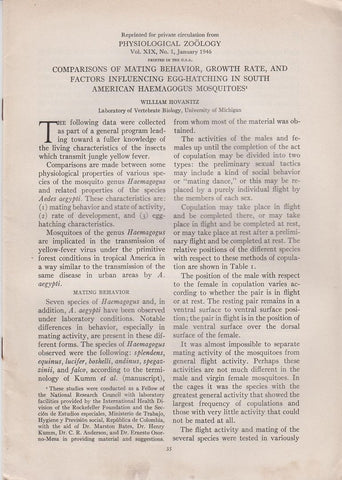 Reprinted for private circulation from
PHYSIOLOGICAL ZOÖLOGY
Vol. XIX, No. 1, January 1946
PRINTED IN THE U.S.A.
COMPARISONS OF MATING BEHAVIOR, GROWTH RATE, AND
FACTORS INFLUENCING EGG-HATCHING IN SOUTH
AMERICAN HAEMAGOGUS MOSQUITOES¹
WILLIAM HOVANITZ
Laboratory of Vertebrate Biology, University of Michigan
THE following data were collected
as part of a general program lead-
ing toward a fuller knowledge of
the living characteristics of the insects
which transmit jungle yellow fever.
Comparisons are made between some
physiological properties of various spe-
cies of the mosquito genus Haemagogus
and related properties of the species
Aedes aegypti. These characteristics are:
(1) mating behavior and state of activity,
(2) rate of development, and (3) egg-
hatching characteristics.
Mosquitoes of the genus Haemagogus
are implicated in the transmission of
yellow-fever virus under the primitive
forest conditions in tropical America in
a way similar to the transmission of the
same disease in urban areas by A.
aegypti.
MATING BEHAVIOR
Seven species of Haemagogus and, in
addition, A. aegypti have been observed
under laboratory conditions. Notable
differences in behavior, especially in
mating activity, are present in these dif-
ferent forms. The species of Haemagogus
observed were the following: splendens,
equinus, lucifer, boshelli, andinus, spegaz-
zinii, and falco, according to the termi-
nology of Kumm et al. (manuscript),
¹ These studies were conducted as a Fellow of
the National Research Council with laboratory
facilities provided by the International Health Di-
vision of the Rockefeller Foundation and the Sec-
ción de Estudios especiales, Ministerio de Trabajo,
Higiene y Previsión social, República de Colombia,
with the aid of Dr. Marston Bates, Dr. Henry
Kumm, Dr. C. R. Anderson, and Dr. Ernesto Osor-
no-Mesa in providing material and suggestions.
from whom most of the material was ob-
tained.
The activities of the males and fe-
males up until the completion of the act
of copulation may be divided into two
types: the preliminary sexual tactics
may include a kind of social behavior
or "mating dance," or this may be re-
placed by a purely individual flight by
the members of each sex.
Copulation may take place in flight
and be completed there, or may take
place in flight and be completed at rest,
or may take place at rest after a prelimi-
nary flight and be completed at rest. The
relative positions of the different species
with respect to these methods of copula-
tion are shown in Table 1.
The position of the male with respect
to the female in copulation varies ac-
cording to whether the pair is in flight
or at rest. The resting pair remains in a
ventral surface to ventral surface posi-
tion; the pair in flight is in the position of
male ventral surface over the dorsal
surface of the female.
It was almost impossible to separate
mating activity of the mosquitoes from
general flight activity. Perhaps these
activities are not much different in the
male and virgin female mosquitoes. In
the cages it was the species with the
greatest general activity that showed the
largest frequency of copulations and
those with very little activity that could
not be mated at all.
The flight activity and mating of the
several species were tested in variously
55